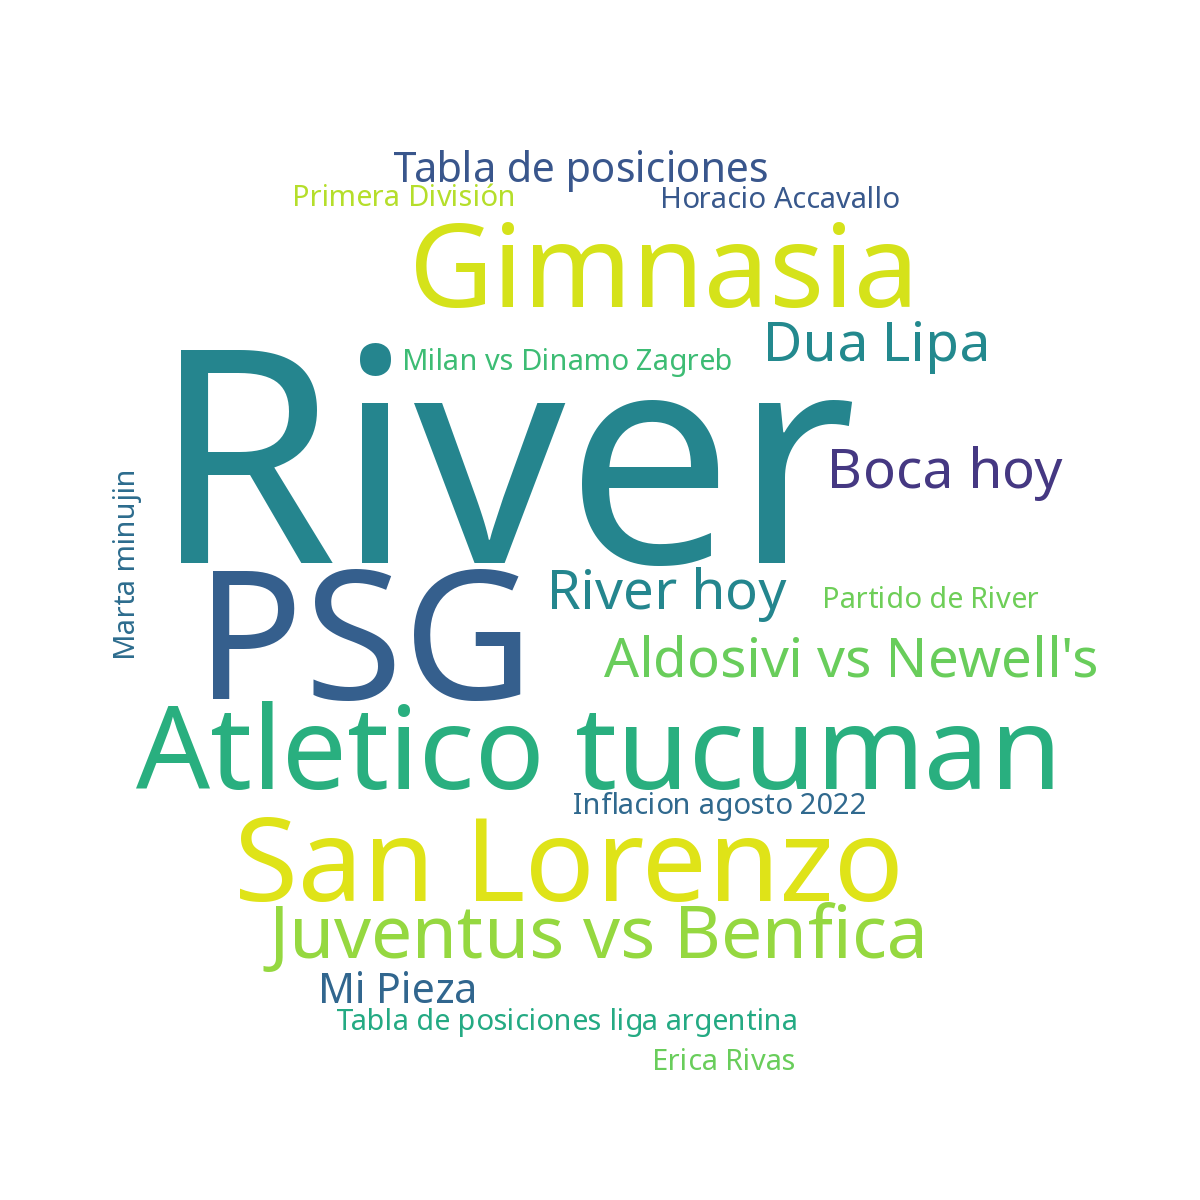 Tabla de posiciones
Primera División
Horacio Accavallo
Gimnasia
Dua Lipa
Milan vs Dinamo Zagreb
River
Boca hoy
Marta minujin
PSG
River hoy
Partido de River
Aldosivi vs Newell's
Atletico tucuman
Inflacion agosto 2022
San Lorenzo
Juventus vs Benfica
Mi Pieza
Tabla de posiciones liga argentina
Erica Rivas